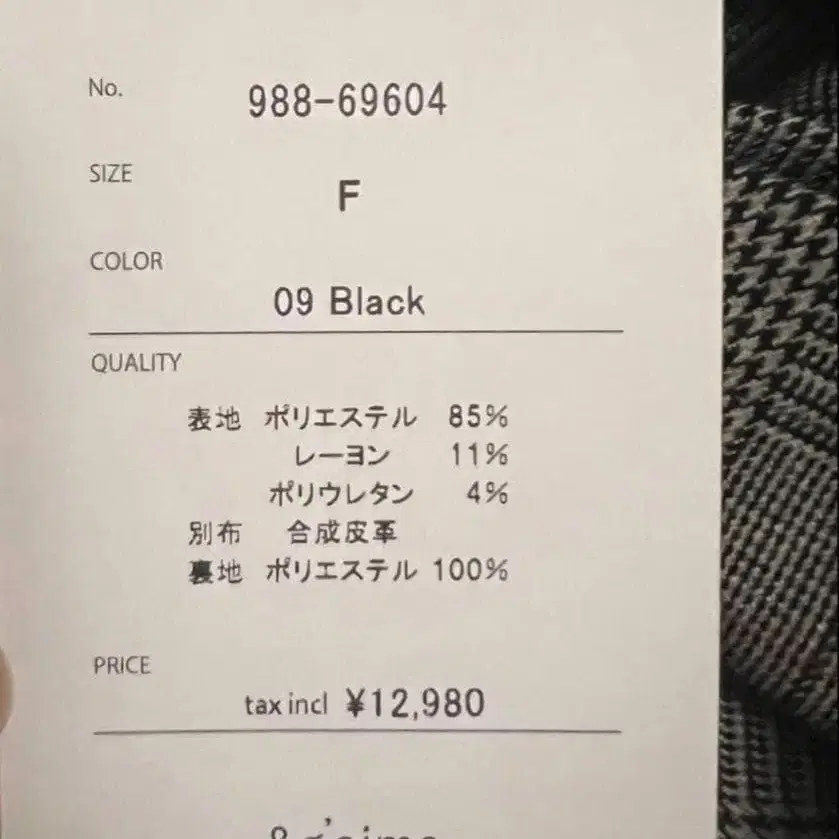 No.
988-69604
SIZE
F
COLOR
09 Black
QUALITY
表地 ポリエステル 85%
レーヨン 11%
ポリウレタン 4%
別布 合成皮革
裏地 ポリエステル 100%
PRICE
tax incl ¥12,980